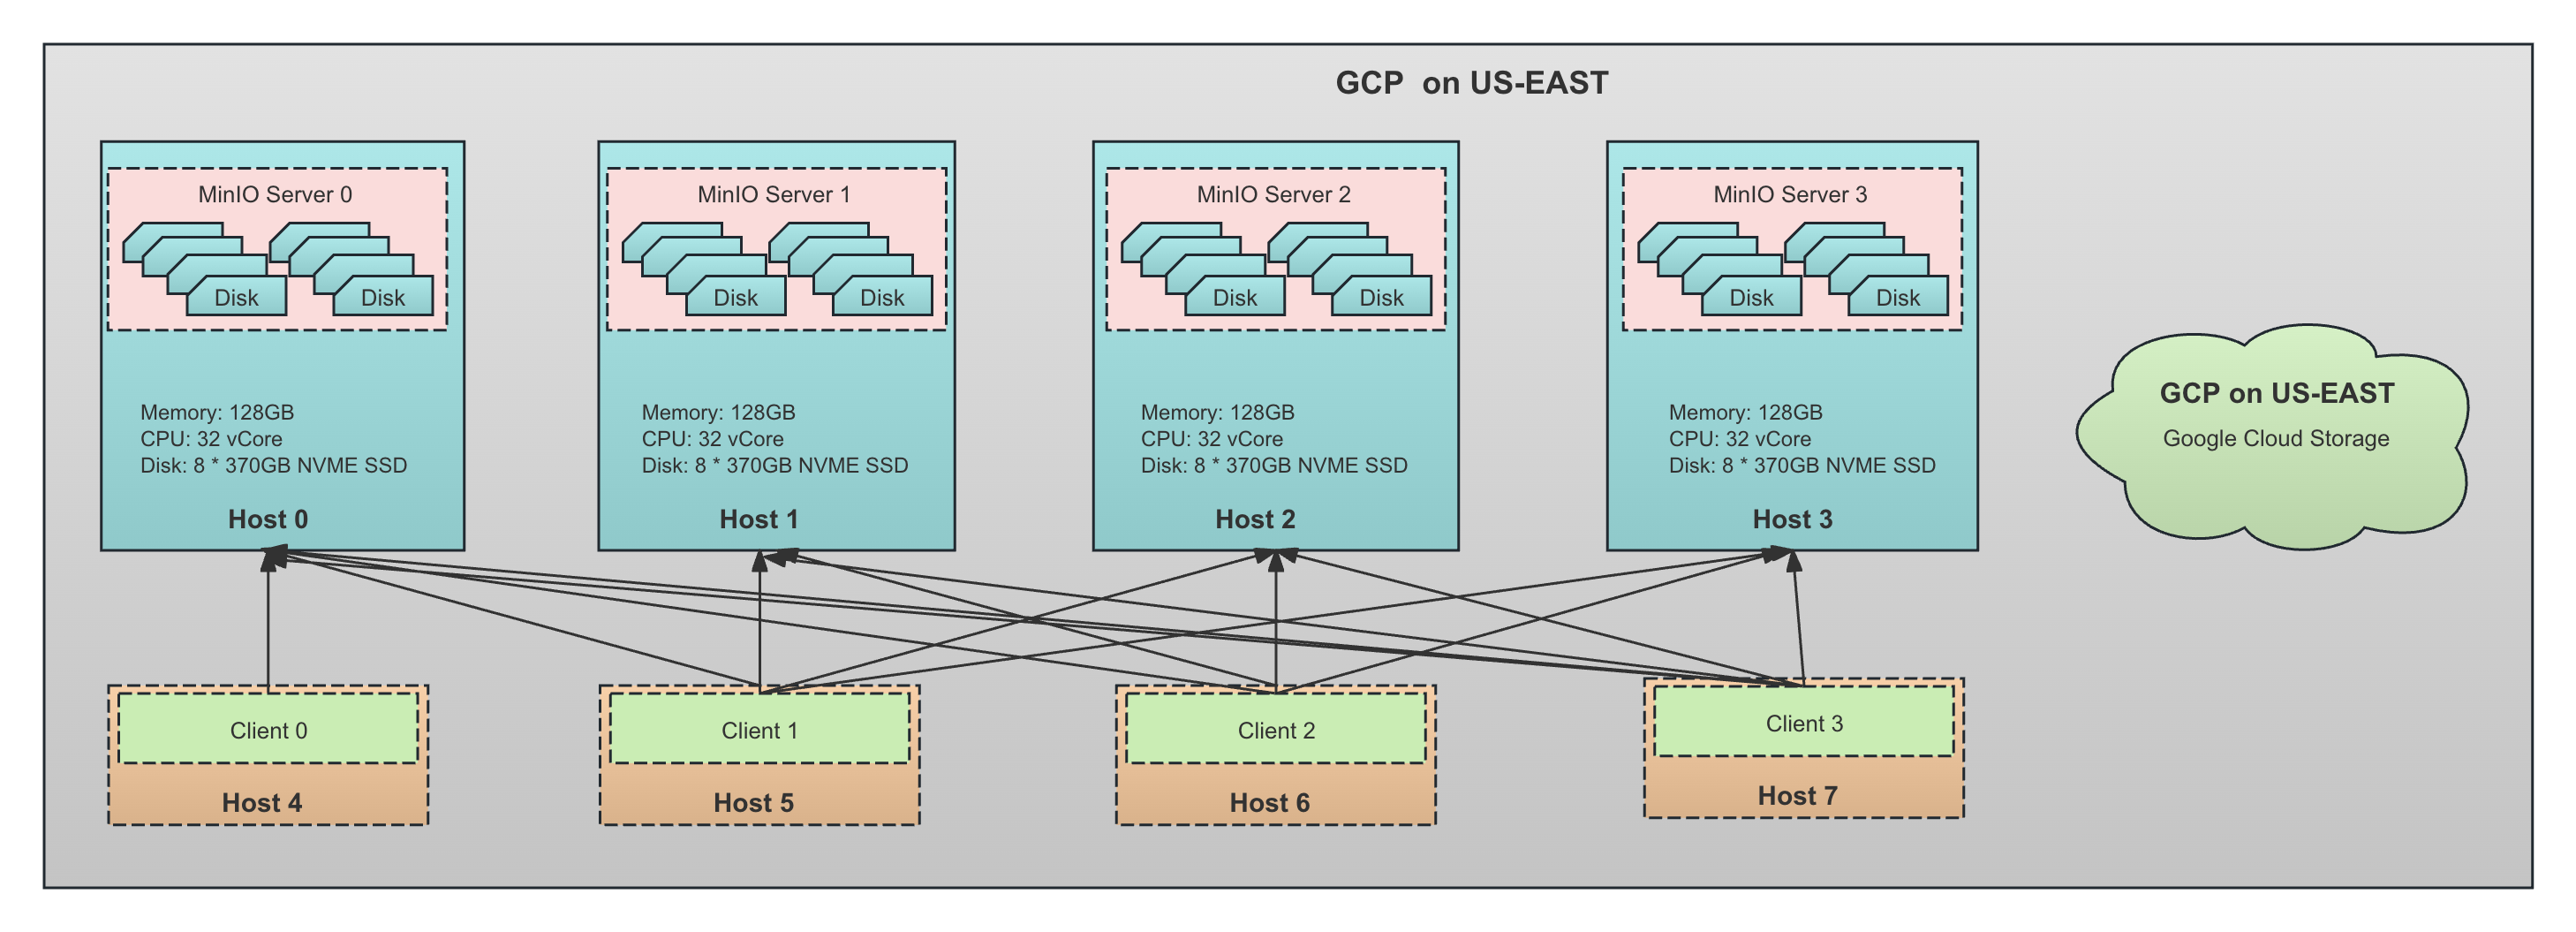 GCP  on US-EAST
MinIO Server 0
Disk
Disk
Memory: 128GB
CPU: 32 vCore
Disk: 8 * 370GB NVME SSD
Host 0
MinIO Server 1
Disk
Disk
Memory: 128GB
CPU: 32 vCore
Disk: 8 * 370GB NVME SSD
Host 1
MinIO Server 2
Disk
Disk
Memory: 128GB
CPU: 32 vCore
Disk: 8 * 370GB NVME SSD
Host 2
MinIO Server 3
Disk
Disk
Memory: 128GB
CPU: 32 vCore
Disk: 8 * 370GB NVME SSD
Host 3
GCP on US-EAST
Google Cloud Storage
Client 0
Host 4
Client 1
Host 5
Client 2
Host 6
Client 3
Host 7